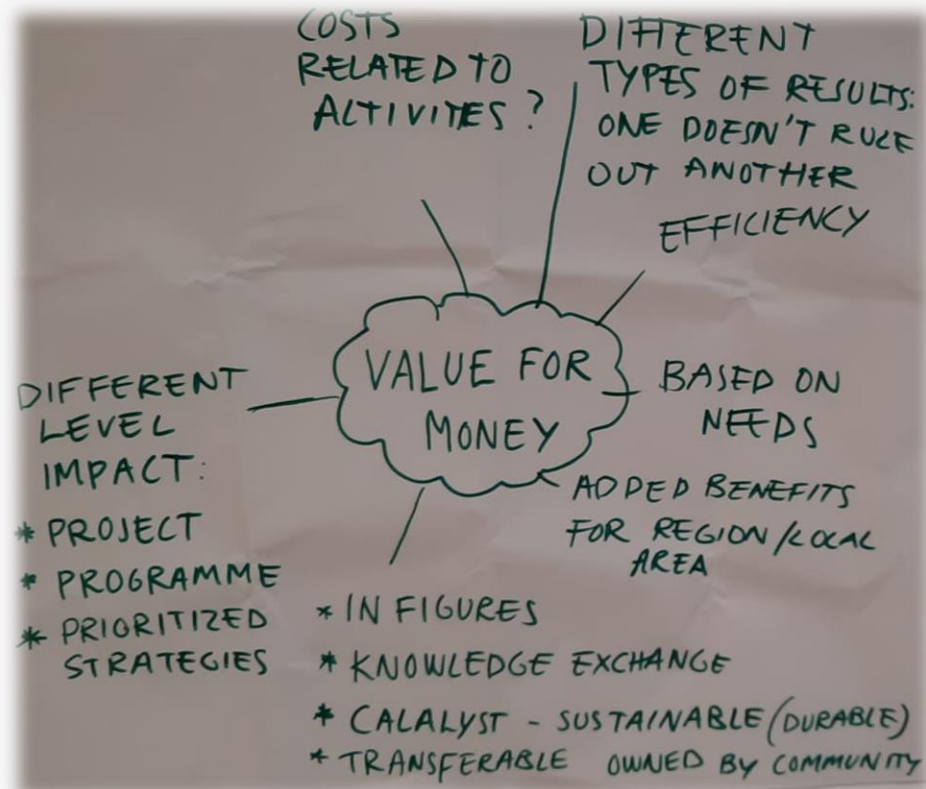 COSTS
RELATED TO
ACTIVITES ?
DIFFERENT
TYPES OF RESULTS:
ONE DOESN'T RULE
OUT ANOTHER
EFFICIENCY
VALUE FOR
MONEY
BASED ON
NEEDS
ADDED BENEFITS
FOR REGION/LOCAL
AREA
DIFFERENT
LEVEL
IMPACT:
* PROJECT
* PROGRAMME
* PRIORITIZED
STRATEGIES
* IN FIGURES
* KNOWLEDGE EXCHANGE
* CALALYST - SUSTAINABLE (DURABLE)
* TRANSFERABLE OWNED BY COMMUNITY